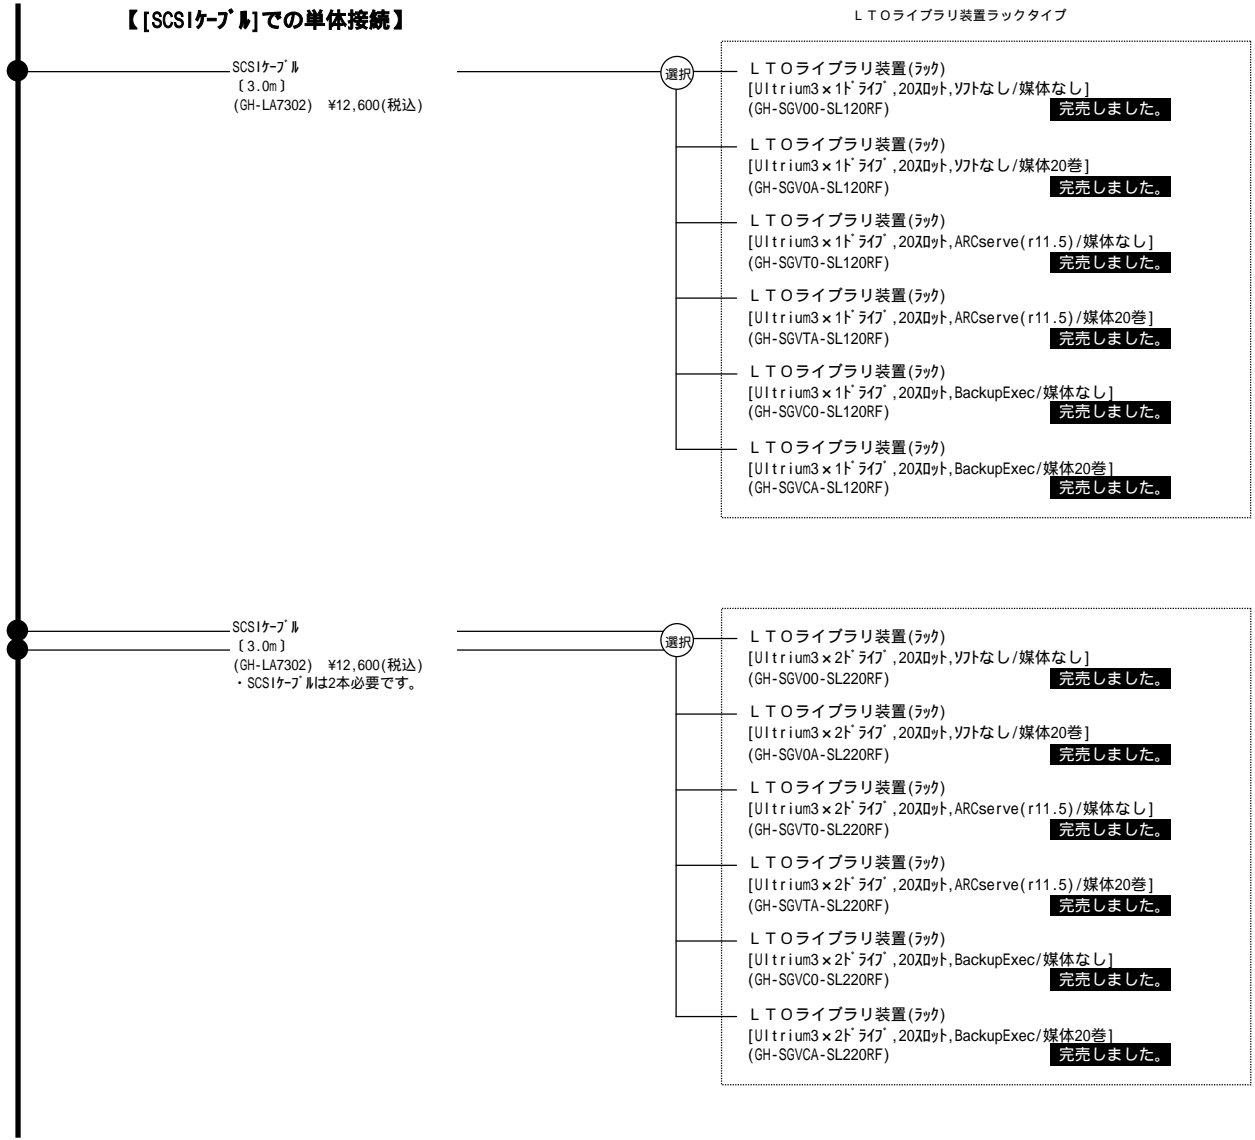 【[SCSIｹｰﾌﾞﾙ]での単体接続】
ＬＴＯライブラリ装置ラックタイプ
SCSIｹｰﾌﾞﾙ
〔3.0m〕
(GH-LA7302) ¥12,600(税込)
選択
ＬＴＯライブラリ装置(ﾗｯｸ)
[Ultrium3×1ﾄﾞﾗｲﾌﾞ,20ｽﾛｯﾄ,ｿﾌﾄなし/媒体なし]
(GH-SGV00-SL120RF) 完売しました。
ＬＴＯライブラリ装置(ﾗｯｸ)
[Ultrium3×1ﾄﾞﾗｲﾌﾞ,20ｽﾛｯﾄ,ｿﾌﾄなし/媒体20巻]
(GH-SGV0A-SL120RF) 完売しました。
ＬＴＯライブラリ装置(ﾗｯｸ)
[Ultrium3×1ﾄﾞﾗｲﾌﾞ,20ｽﾛｯﾄ,ARCserve(r11.5)/媒体なし]
(GH-SGVT0-SL120RF) 完売しました。
ＬＴＯライブラリ装置(ﾗｯｸ)
[Ultrium3×1ﾄﾞﾗｲﾌﾞ,20ｽﾛｯﾄ,ARCserve(r11.5)/媒体20巻]
(GH-SGVTA-SL120RF) 完売しました。
ＬＴＯライブラリ装置(ﾗｯｸ)
[Ultrium3×1ﾄﾞﾗｲﾌﾞ,20ｽﾛｯﾄ,BackupExec/媒体なし]
(GH-SGVC0-SL120RF) 完売しました。
ＬＴＯライブラリ装置(ﾗｯｸ)
[Ultrium3×1ﾄﾞﾗｲﾌﾞ,20ｽﾛｯﾄ,BackupExec/媒体20巻]
(GH-SGVCA-SL120RF) 完売しました。
SCSIｹｰﾌﾞﾙ
〔3.0m〕
(GH-LA7302) ¥12,600(税込)
・SCSIｹｰﾌﾞﾙは2本必要です。
選択
ＬＴＯライブラリ装置(ﾗｯｸ)
[Ultrium3×2ﾄﾞﾗｲﾌﾞ,20ｽﾛｯﾄ,ｿﾌﾄなし/媒体なし]
(GH-SGV00-SL220RF) 完売しました。
ＬＴＯライブラリ装置(ﾗｯｸ)
[Ultrium3×2ﾄﾞﾗｲﾌﾞ,20ｽﾛｯﾄ,ｿﾌﾄなし/媒体20巻]
(GH-SGV0A-SL220RF) 完売しました。
ＬＴＯライブラリ装置(ﾗｯｸ)
[Ultrium3×2ﾄﾞﾗｲﾌﾞ,20ｽﾛｯﾄ,ARCserve(r11.5)/媒体なし]
(GH-SGVT0-SL220RF) 完売しました。
ＬＴＯライブラリ装置(ﾗｯｸ)
[Ultrium3×2ﾄﾞﾗｲﾌﾞ,20ｽﾛｯﾄ,ARCserve(r11.5)/媒体20巻]
(GH-SGVTA-SL220RF) 完売しました。
ＬＴＯライブラリ装置(ﾗｯｸ)
[Ultrium3×2ﾄﾞﾗｲﾌﾞ,20ｽﾛｯﾄ,BackupExec/媒体なし]
(GH-SGVC0-SL220RF) 完売しました。
ＬＴＯライブラリ装置(ﾗｯｸ)
[Ultrium3×2ﾄﾞﾗｲﾌﾞ,20ｽﾛｯﾄ,BackupExec/媒体20巻]
(GH-SGVCA-SL220RF) 完売しました。